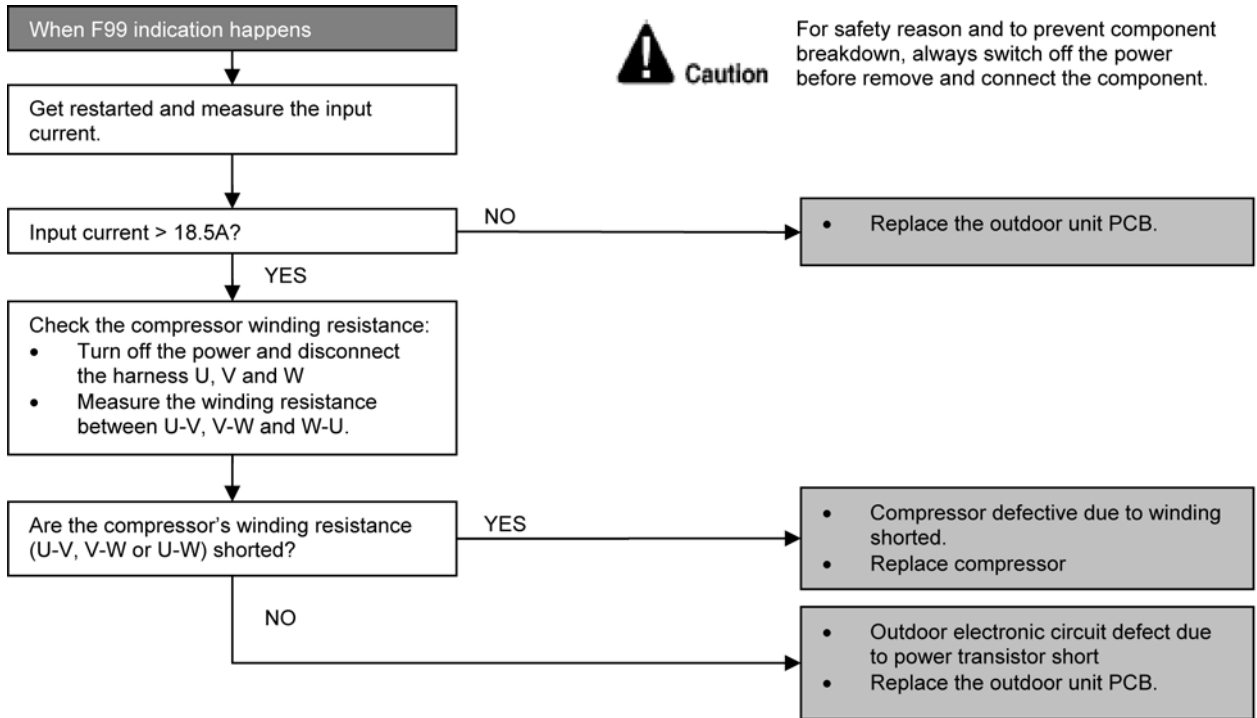 When F99 indication happens
Caution
For safety reason and to prevent component
breakdown, always switch off the power
before remove and connect the component.
Get restarted and measure the input
current.
Input current > 18.5A?
NO
• Replace the outdoor unit PCB.
YES
Check the compressor winding resistance:
• Turn off the power and disconnect
the harness U, V and W
• Measure the winding resistance
between U-V, V-W and W-U.
Are the compressor’s winding resistance
(U-V, V-W or U-W) shorted?
YES
• Compressor defective due to winding
shorted.
• Replace compressor
NO
• Outdoor electronic circuit defect due
to power transistor short
• Replace the outdoor unit PCB.